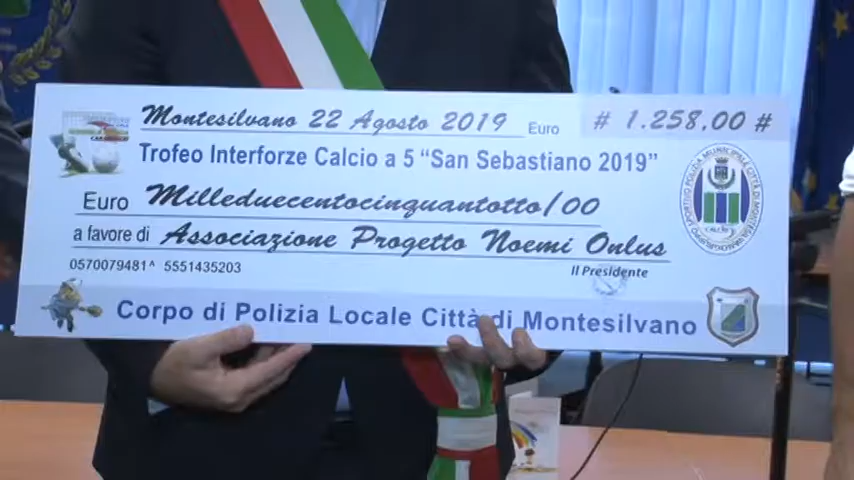 Montesilvano 22 Agosto 2019 Euro # 1.258,00 #
Trofeo Interforze Calcio a 5 “San Sebastiano 2019”
Euro Milleduecentocinquantotto/00
a favore di Associazione Progetto Noemi Onlus
0570079481^ 5551435203
Il Presidente
Corpo di Polizia Locale Città di Montesilvano